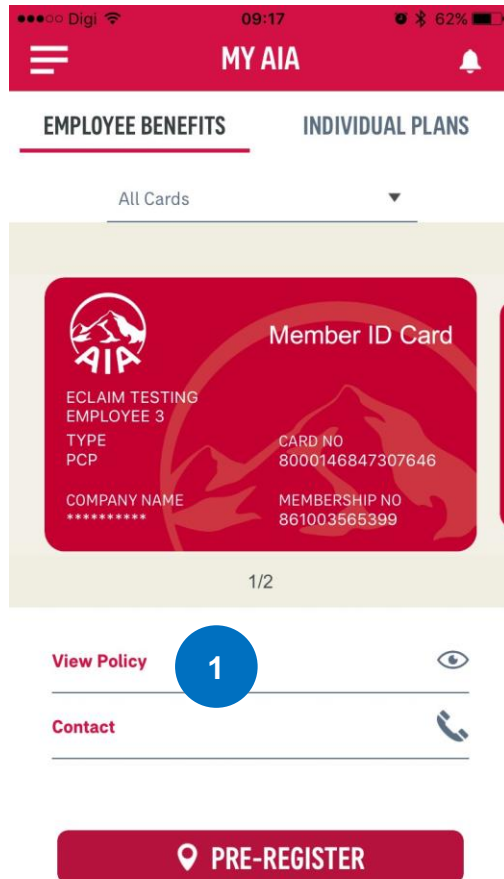 Digi 09:17 62%
MY AIA
EMPLOYEE BENEFITS INDIVIDUAL PLANS
All Cards
AIA
Member ID Card
ECLAIM TESTING
EMPLOYEE 3
TYPE CARD NO
PCP 8000146847307646
COMPANY NAME MEMBERSHIP NO
********** 861003565399
1/2
View Policy 1
Contact
PRE-REGISTER